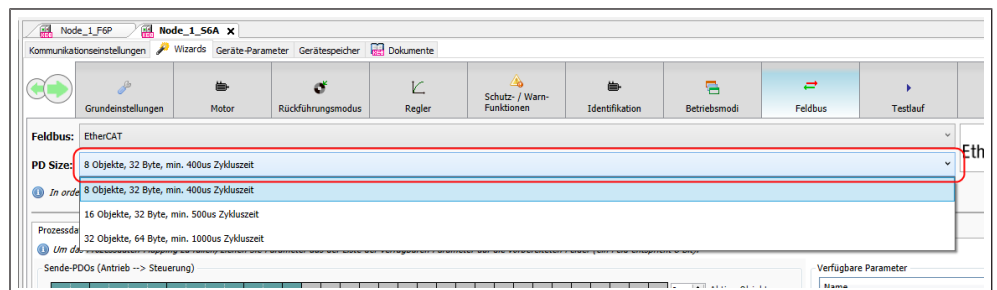 Node_1_F6P Node_1_S6A x
Kommunikationseinstellungen Wizards Geräte-Parameter Gerätespeicher Dokumente
Grundeinstellungen Motor Rückführungsmodus Regler Schutz- / Warn-Funktionen Identifikation Betriebsmodi Feldbus Testlauf
Feldbus: EtherCAT
Eth
PD Size: 8 Objekte, 32 Byte, min. 400us Zykluszeit
In orde
8 Objekte, 32 Byte, min. 400us Zykluszeit
16 Objekte, 32 Byte, min. 500us Zykluszeit
32 Objekte, 64 Byte, min. 1000us Zykluszeit
Prozessda
Um da
Sende-PDOs (Antrieb --> Steuerung) Verfügbare Parameter
Name